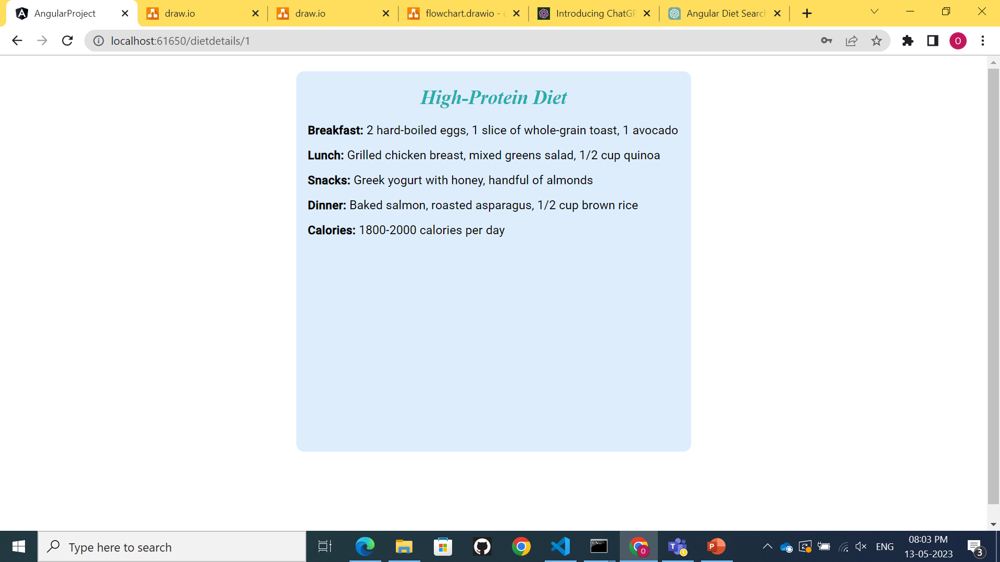 AngularProject
draw.io
draw.io
flowchart.drawio -
Introducing ChatGP
Angular Diet Search
localhost:61650/dietdetails/1
O
High-Protein Diet
Breakfast: 2 hard-boiled eggs, 1 slice of whole-grain toast, 1 avocado
Lunch: Grilled chicken breast, mixed greens salad, 1/2 cup quinoa
Snacks: Greek yogurt with honey, handful of almonds
Dinner: Baked salmon, roasted asparagus, 1/2 cup brown rice
Calories: 1800-2000 calories per day
Type here to search
ENG
08:03 PM
13-05-2023
3